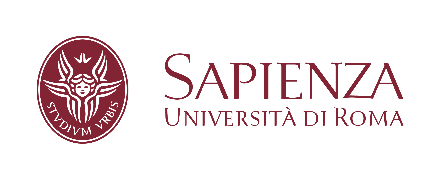 STVDIVM VRBIS
SAPIENZA
UNIVERSITÀ DI ROMA